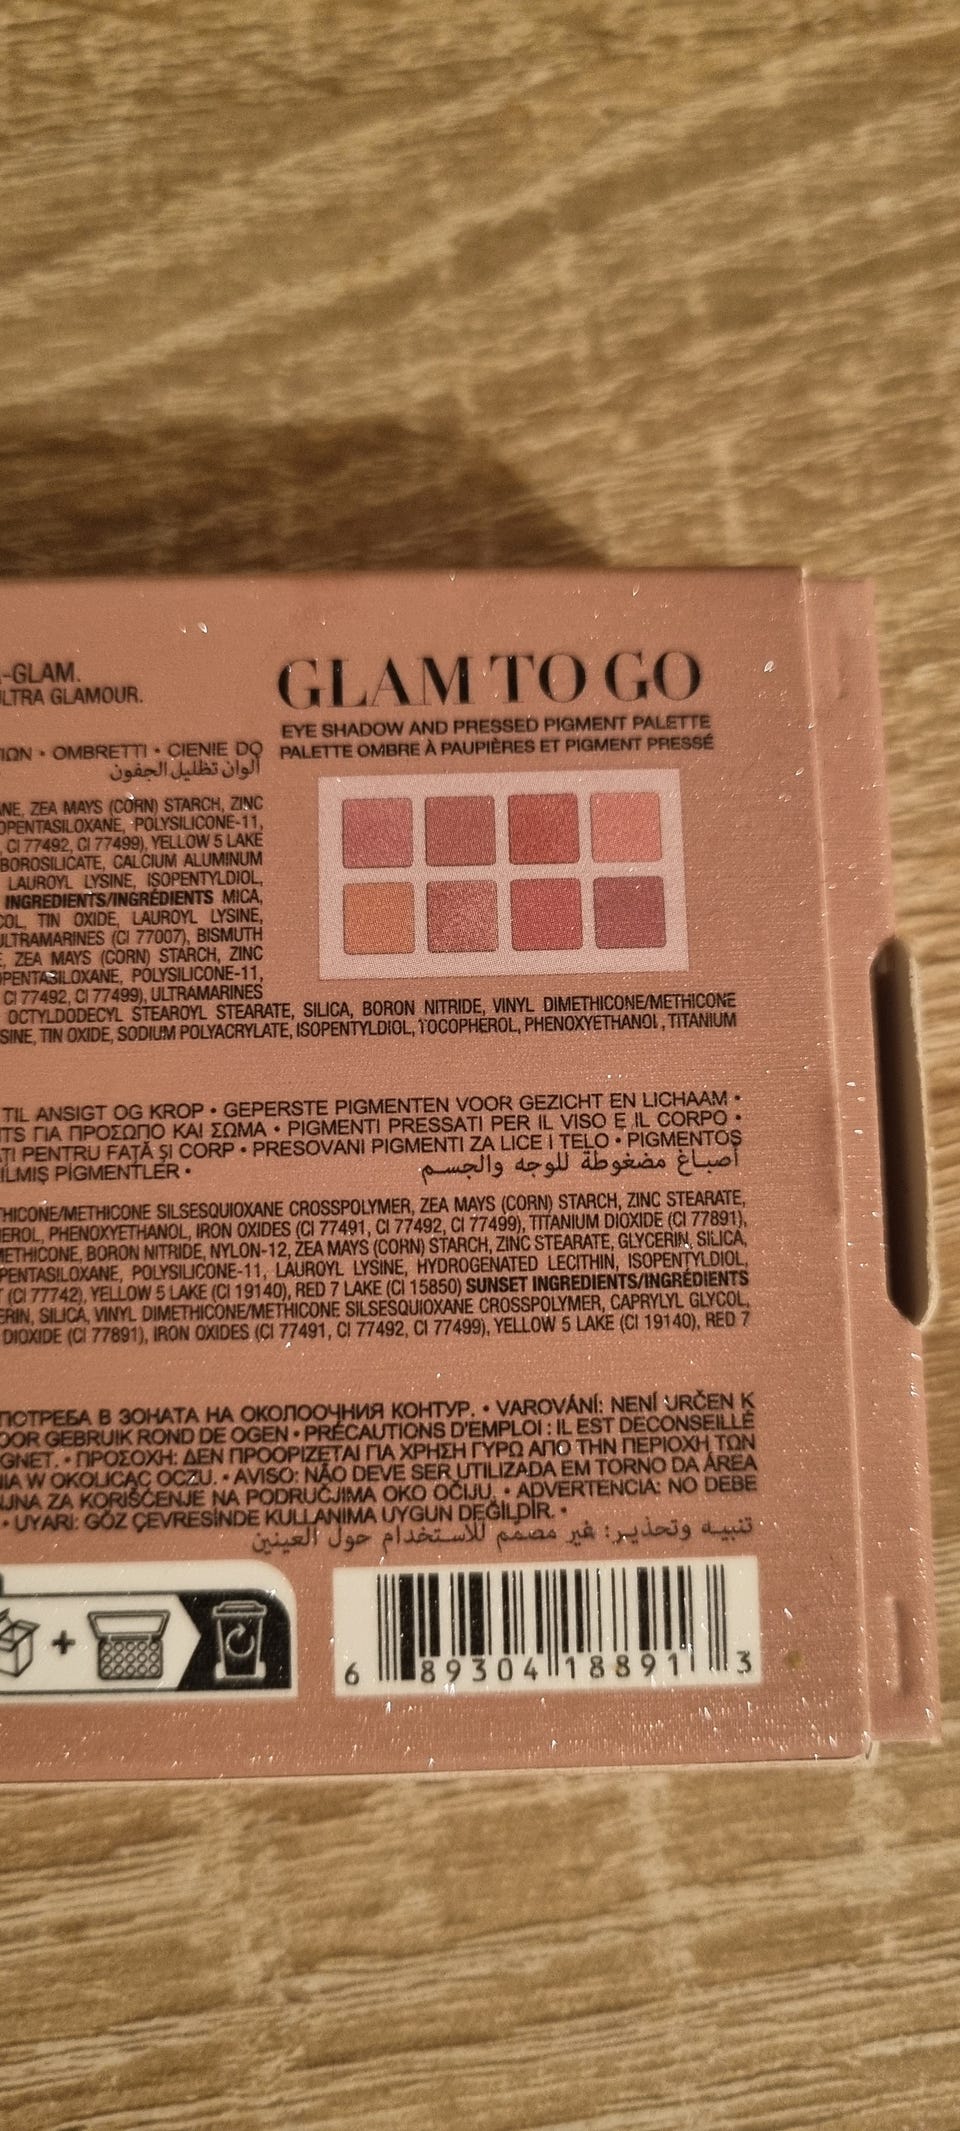 -GLAM.
ULTRA GLAMOUR.
GLAM TO GO
EYE SHADOW AND PRESSED PIGMENT PALETTE
PALETTE OMBRE À PAUPIÈRES ET PIGMENT PRESSÉ
• OMBRETTI • CIENIE DO
ألوان تظليل الجفون
ZEA MAYS (CORN) STARCH, ZINC
POLYSILICONE-11,
CI 77492, CI 77499), YELLOW 5 LAKE
BOROSILICATE, CALCIUM ALUMINUM
LAUROYL LYSINE, ISOPENTYLDIOL,
INGREDIENTS/INGRÉDIENTS MICA,
TIN OXIDE, LAUROYL LYSINE,
ULTRAMARINES (CI 77007), BISMUTH
ZEA MAYS (CORN) STARCH, ZINC
POLYSILICONE-11,
CI 77492, CI 77499), ULTRAMARINES
OCTYLDODECYL STEAROYL STEARATE, SILICA, BORON NITRIDE, VINYL DIMETHICONE/METHICONE
TIN OXIDE, SODIUM POLYACRYLATE, ISOPENTYLDIOL, TOCOPHEROL, PHENOXYETHANOL, TITANIUM
TIL ANSIGT OG KROP • GEPERSTE PIGMENTEN VOOR GEZICHT EN LICHAAM •
ΓΙΑ ΠΡΟΣΩΠΟ ΚΑΙ ΣΩΜΑ • PIGMENTI PRESSATI PER IL VISO E IL CORPO •
PENTRU FAȚĂ ȘI CORP • PRESOVANI PIGMENTI ZA LICE I TELO • PIGMENTOS
PİGMENTLER •
أصباغ مضغوطة للوجه والجسم
SILSESQUIOXANE CROSSPOLYMER, ZEA MAYS (CORN) STARCH, ZINC STEARATE,
PHENOXYETHANOL, IRON OXIDES (CI 77491, CI 77492, CI 77499), TITANIUM DIOXIDE (CI 77891),
BORON NITRIDE, NYLON-12, ZEA MAYS (CORN) STARCH, ZINC STEARATE, GLYCERIN, SILICA,
POLYSILICONE-11, LAUROYL LYSINE, HYDROGENATED LECITHIN, ISOPENTYLDIOL,
(CI 77742), YELLOW 5 LAKE (CI 19140), RED 7 LAKE (CI 15850) SUNSET INGREDIENTS/INGRÉDIENTS
SILICA, VINYL DIMETHICONE/METHICONE SILSESQUIOXANE CROSSPOLYMER, CAPRYLYL GLYCOL,
DIOXIDE (CI 77891), IRON OXIDES (CI 77491, CI 77492, CI 77499), YELLOW 5 LAKE (CI 19140), RED 7
В ЗОНАТА НА ОКОЛООЧНИЯ КОНТУР. • VAROVÁNÍ: NENÍ URČEN K
GEBRUIK ROND DE OGEN • PRÉCAUTIONS D'EMPLOI : IL EST DÉCONSEILLÉ
• ΠΡΟΣΟΧΗ: ΔΕΝ ΠΡΟΟΡΙΖΕΤΑΙ ΓΙΑ ΧΡΗΣΗ ΓΥΡΩ ΑΠΟ ΤΗΝ ΠΕΡΙΟΧΗ ΤΩΝ
W OKOLICAC OCZU. • AVISO: NÃO DEVE SER UTILIZADA EM TORNO DA ÁREA
ZA KORIŠĆENJE NA PODRUČJIMA OKO OČIJU. • ADVERTENCIA: NO DEBE
• UYARI: GÖZ ÇEVRESİNDE KULLANIMA UYGUN DEĞİLDİR. •
تنبيه وتحذير: غير مصمم للاستخدام حول العينين
+
6 89304 18891 3